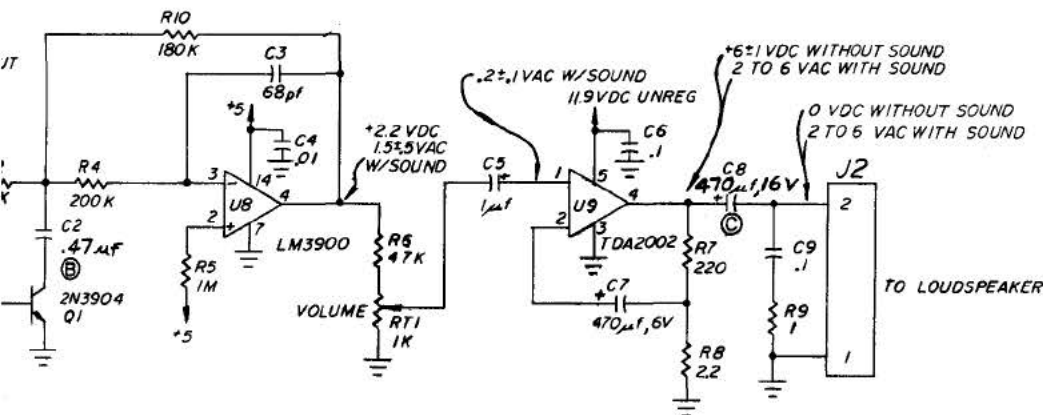 R10
180K
UT
C3
68pf
+5
C4
.01
R4
200K
3
-
14
U8
4
2
+
7
LM3900
R5
1M
+5
C2
.47µf
B
2N3904
Q1
+2.2 VDC
1.5±.5VAC
W/SOUND
R6
47K
VOLUME
RT1
1K
.2±.1VAC W/SOUND
11.9VDC UNREG
C5
+
1µf
C6
.1
1
5
U9
4
2
3
TDA2002
+
C7
470µf, 6V
+6±1 VDC WITHOUT SOUND
2 TO 6 VAC WITH SOUND
C8
470µf, 16V
+
C
R7
220
R8
2.2
0 VDC WITHOUT SOUND
2 TO 6 VAC WITH SOUND
J2
2
C9
.1
R9
1
1
TO LOUDSPEAKER